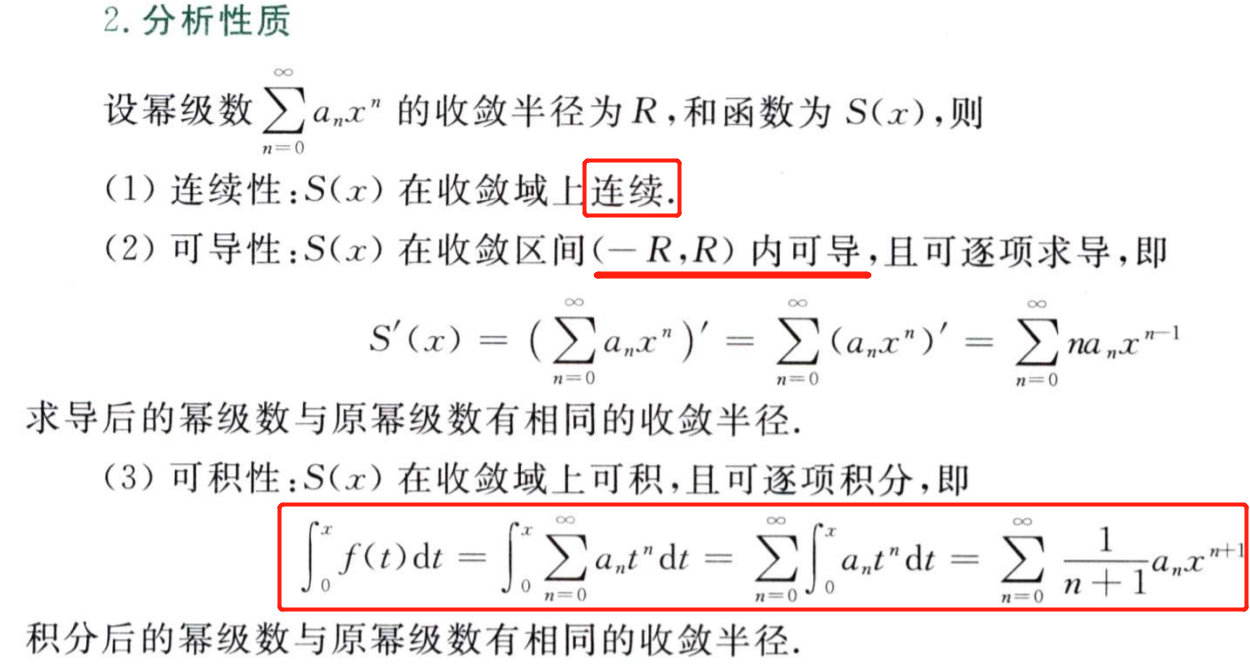 2. 分析性质
设幂级数 $\sum_{n=0}^{\infty} a_n x^n$ 的收敛半径为 R,和函数为 S(x),则
(1) 连续性:S(x) 在收敛域上连续.
(2) 可导性:S(x) 在收敛区间(−R,R) 内可导,且可逐项求导,即
$S'(x) = (\sum_{n=0}^{\infty} a_n x^n)' = \sum_{n=0}^{\infty} (a_n x^n)' = \sum_{n=0}^{\infty} n a_n x^{n-1}$
求导后的幂级数与原幂级数有相同的收敛半径.
(3) 可积性:S(x) 在收敛域上可积,且可逐项积分,即
$\int_0^x f(t)\mathrm{d}t = \int_0^x \sum_{n=0}^{\infty} a_n t^n \mathrm{d}t = \sum_{n=0}^{\infty} \int_0^x a_n t^n \mathrm{d}t = \sum_{n=0}^{\infty} \frac{1}{n+1} a_n x^{n+1}$
积分后的幂级数与原幂级数有相同的收敛半径.